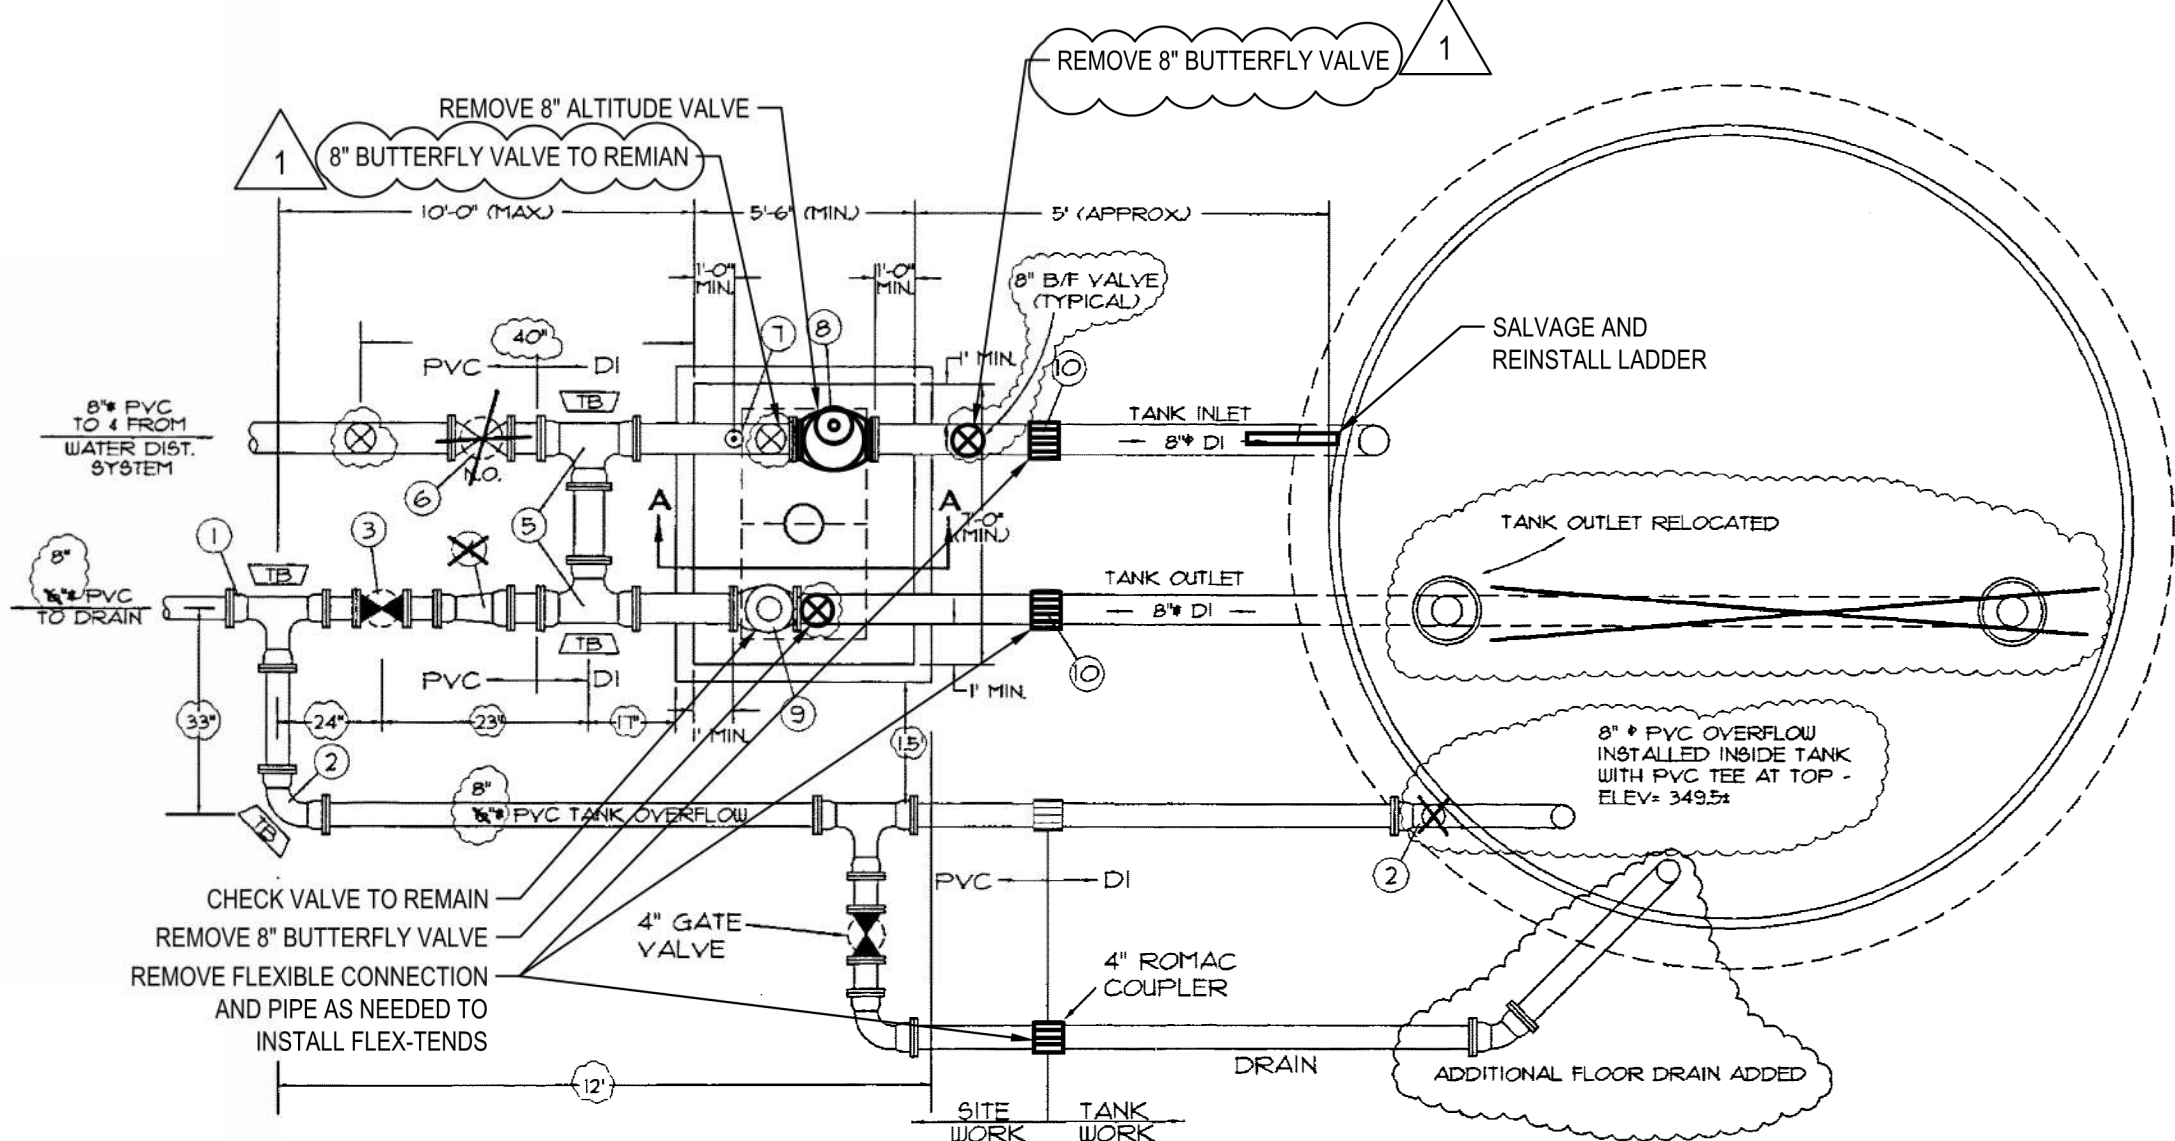 REMOVE 8" BUTTERFLY VALVE
1
REMOVE 8" ALTITUDE VALVE
1
8" BUTTERFLY VALVE TO REMIAN
10'-0" (MAX.)
5'-6" (MIN.)
5' (APPROX.)
1'-0"
MIN.
1'-0"
MIN.
8" B/F VALVE
(TYPICAL)
40"
7
8
PVC
DI
1' MIN.
10
SALVAGE AND
REINSTALL LADDER
8"ϕ PVC
TO & FROM
WATER DIST.
SYSTEM
TB
TANK INLET
8"ϕ DI
N.O.
6
5
A
A
7'-0"
(MIN.)
TANK OUTLET RELOCATED
1
3
8"
"ϕ PVC
TO DRAIN
TB
TANK OUTLET
8"ϕ DI
TB
PVC
DI
10
1' MIN.
9
33"
24"
23"
17"
1' MIN.
1.5'
2
8" ϕ PVC OVERFLOW
INSTALLED INSIDE TANK
WITH PVC TEE AT TOP -
ELEV= 349.5±
8"
"ϕ PVC TANK OVERFLOW
TB
2
CHECK VALVE TO REMAIN
REMOVE 8" BUTTERFLY VALVE
REMOVE FLEXIBLE CONNECTION
AND PIPE AS NEEDED TO
INSTALL FLEX-TENDS
PVC
DI
4" GATE
VALVE
4" ROMAC
COUPLER
DRAIN
ADDITIONAL FLOOR DRAIN ADDED
12'
SITE
WORK
TANK
WORK